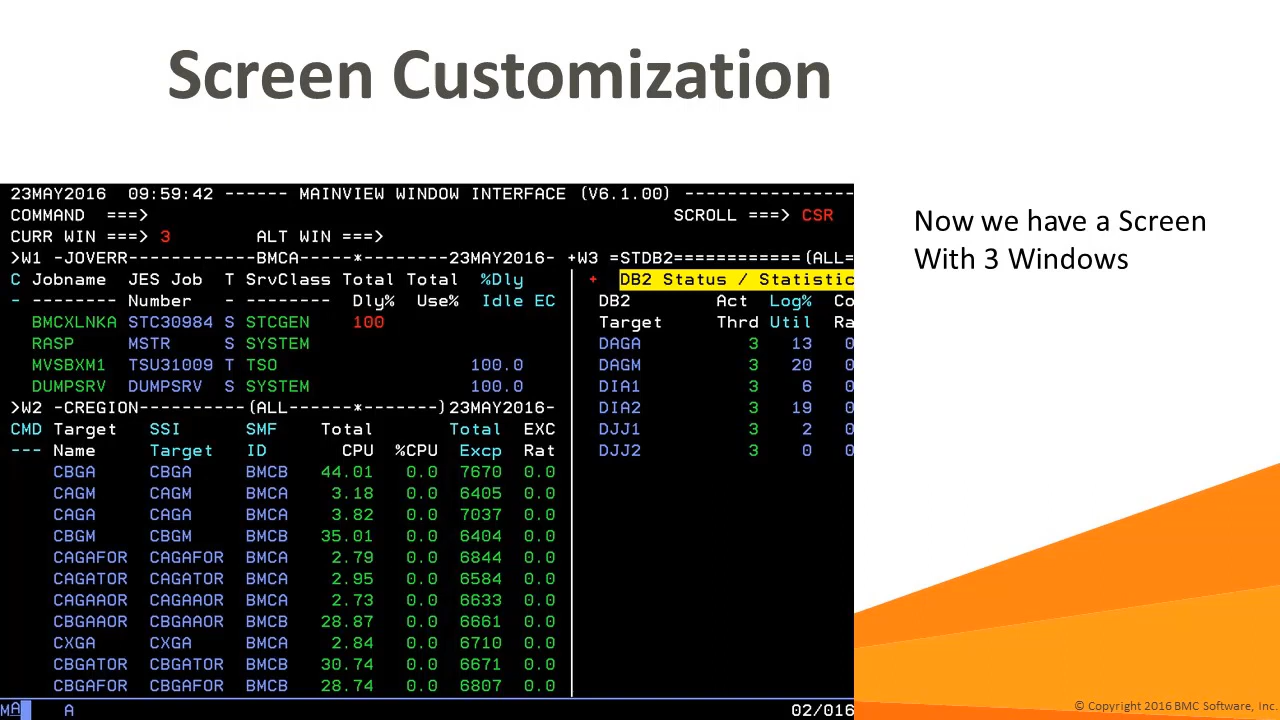 Screen Customization
23MAY2016  09:59:42 ------ MAINVIEW WINDOW INTERFACE (V6.1.00) ----------------
COMMAND  ===>                                                 SCROLL ===> CSR
CURR WIN ===> 3        ALT WIN ===>
>W1 -JOVERR------------BMCA-----*--------23MAY2016- +W3 =STDB2============(ALL=
C Jobname  JES Job  T SrvClass Total Total  %Dly      +  DB2 Status / Statistic
- -------- Number   - -------- Dly%  Use%  Idle EC    DB2        Act  Log% Co
BMCXLNKA STC30984 S STCGEN    100                     Target     Thrd Util Ra
RASP     MSTR     S SYSTEM                            DAGA          3   13   0
MVSBXM1  TSU31009 T TSO                  100.0        DAGM          3   20   0
DUMPSRV  DUMPSRV  S SYSTEM               100.0        DIA1          3    6   0
>W2 -CREGION----------(ALL------*-------)23MAY2016-   DIA2          3   19   0
CMD Target   SSI      SMF    Total       Total  EXC   DJJ1          3    2   0
--- Name     Target   ID       CPU  %CPU  Excp  Rat   DJJ2          3    0   0
CBGA     CBGA     BMCB   44.01   0.0  7670  0.0
CAGM     CAGM     BMCA    3.18   0.0  6405  0.0
CAGA     CAGA     BMCA    3.82   0.0  7037  0.0
CBGM     CBGM     BMCB   35.01   0.0  6404  0.0
CAGAFOR  CAGAFOR  BMCA    2.79   0.0  6844  0.0
CAGATOR  CAGATOR  BMCA    2.95   0.0  6584  0.0
CAGAAOR  CAGAAOR  BMCA    2.73   0.0  6633  0.0
CBGAAOR  CBGAAOR  BMCB   28.87   0.0  6661  0.0
CXGA     CXGA     BMCA    2.84   0.0  6710  0.0
CBGATOR  CBGATOR  BMCB   30.74   0.0  6671  0.0
CBGAFOR  CBGAFOR  BMCB   28.74   0.0  6807  0.0
MA    A                                                              02/016
Now we have a Screen
With 3 Windows
© Copyright 2016 BMC Software, Inc.